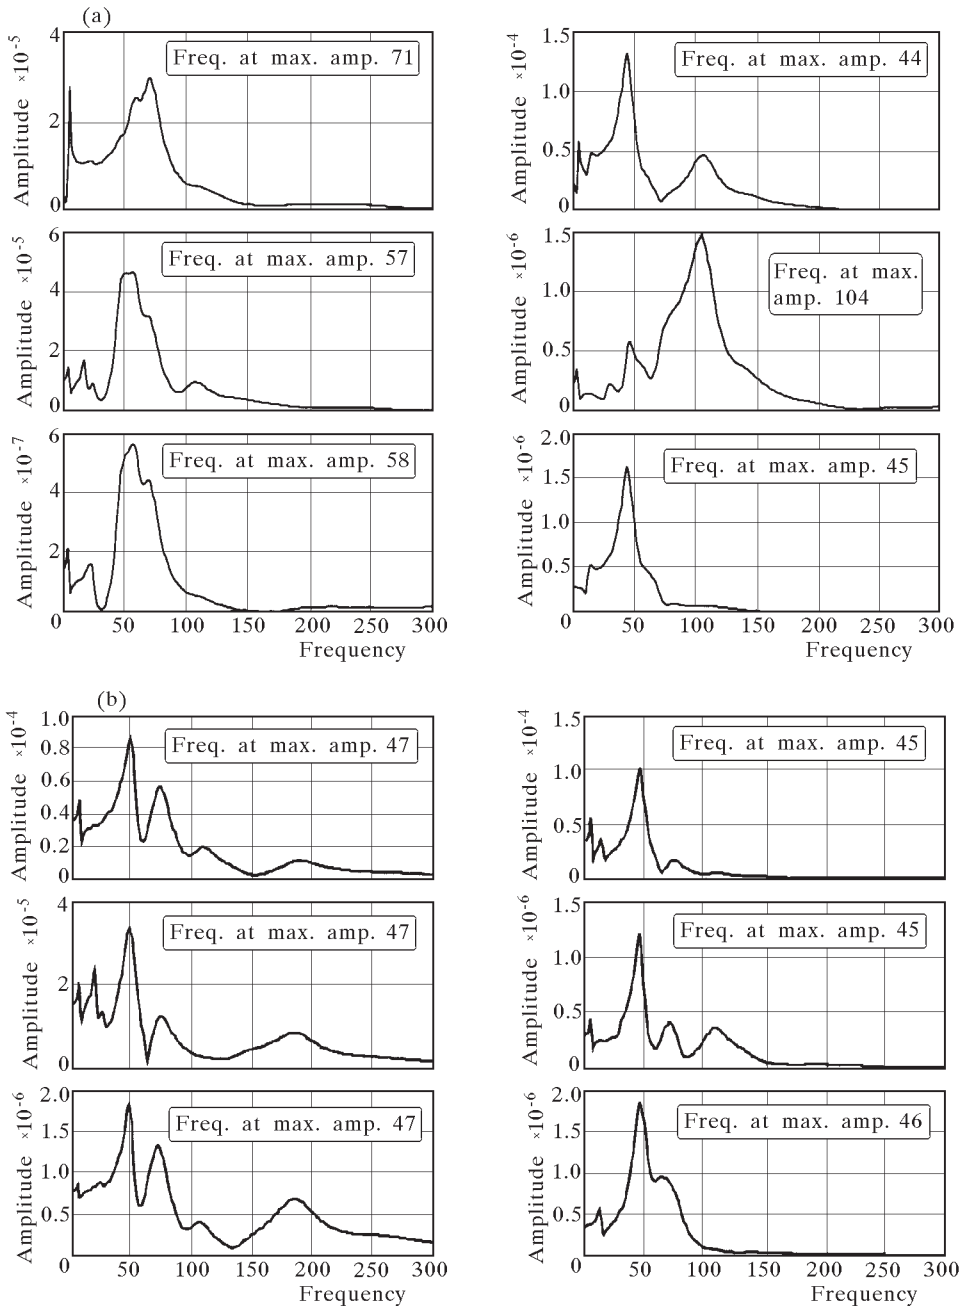 (a)
Amplitude ×10⁻⁵
4
2
0
Freq. at max. amp. 71
Amplitude ×10⁻⁴
1.5
1.0
0.5
0
Freq. at max. amp. 44
Amplitude ×10⁻⁵
6
4
2
0
Freq. at max. amp. 57
Amplitude ×10⁻⁶
1.5
1.0
0.5
0
Freq. at max.
amp. 104
Amplitude ×10⁻⁷
6
4
2
Freq. at max. amp. 58
0 50 100 150 200 250 300
Frequency
Amplitude ×10⁻⁶
2.0
1.5
1.0
0.5
Freq. at max. amp. 45
0 50 100 150 200 250 300
Frequency
(b)
Amplitude ×10⁻⁴
1.0
0.8
0.6
0.4
0.2
0
Freq. at max. amp. 47
Amplitude ×10⁻⁴
1.5
1.0
0.5
0
Freq. at max. amp. 45
Amplitude ×10⁻⁵
4
2
0
Freq. at max. amp. 47
Amplitude ×10⁻⁶
1.5
1.0
0.5
0
Freq. at max. amp. 45
Amplitude ×10⁻⁶
2.0
1.5
1.0
0.5
Freq. at max. amp. 47
0 50 100 150 200 250 300
Frequency
Amplitude ×10⁻⁶
2.0
1.5
1.0
0.5
Freq. at max. amp. 46
0 50 100 150 200 250 300
Frequency